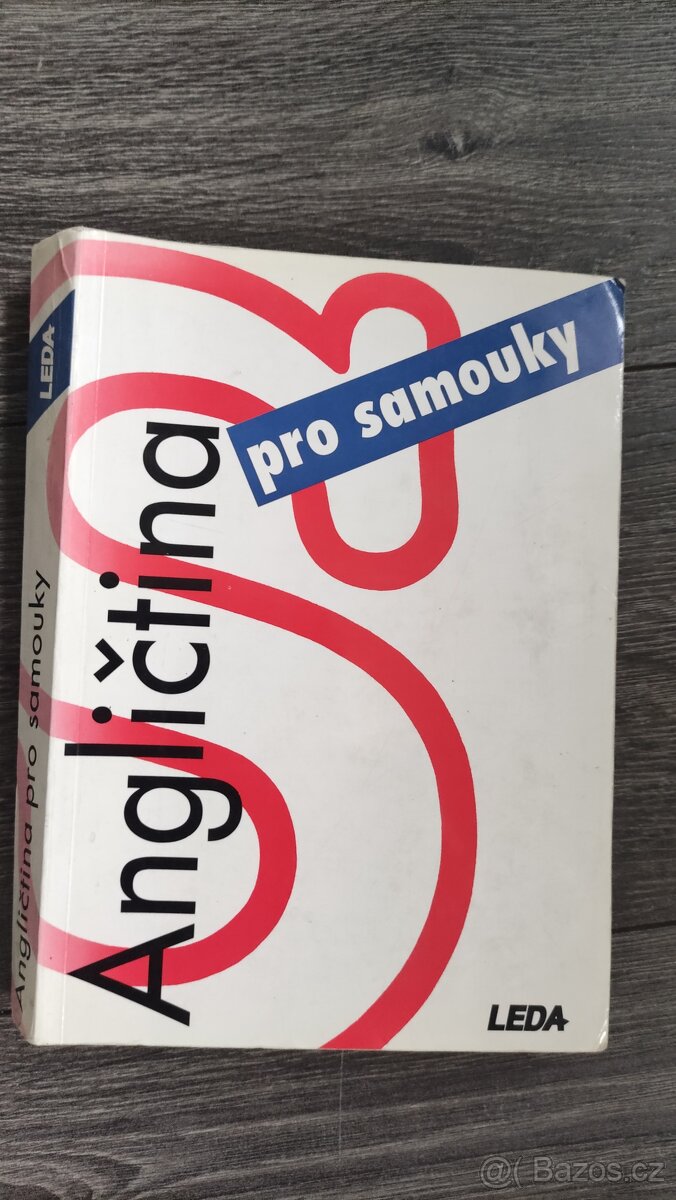 LEDA
Angličtina pro samouky
Angličtina
pro samouky
LEDA
@( Bazos.cz